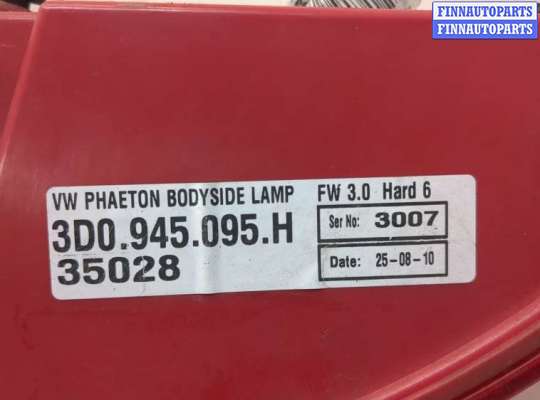 FINNAUTOPARTS
FINNAUTOPARTS
VW PHAETON BODYSIDE LAMP FW 3.0 Hard 6
3D0.945.095.H Ser No: 3007
35028 Date: 25-08-10